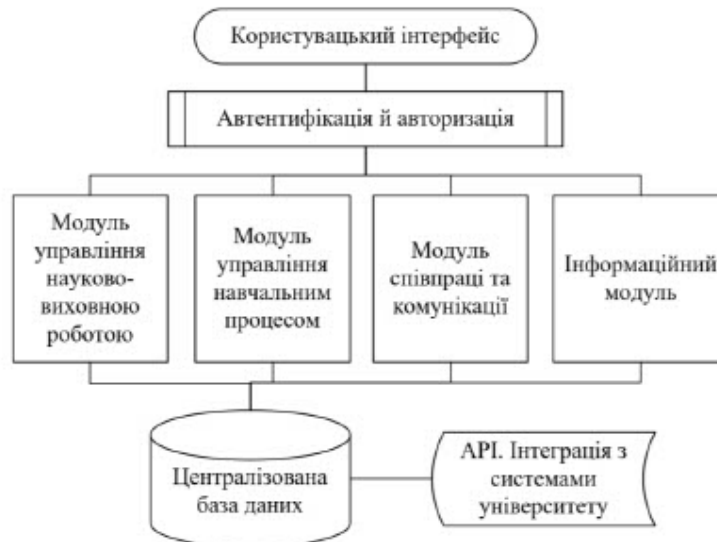 Користувацький інтерфейс
Автентифікація й авторизація
Модуль
управління
науково-
виховною
роботою
Модуль
управління
навчальним
процесом
Модуль
співпраці та
комунікації
Інформаційний
модуль
Централізована
база даних
API. Інтеграція з
системами
університету